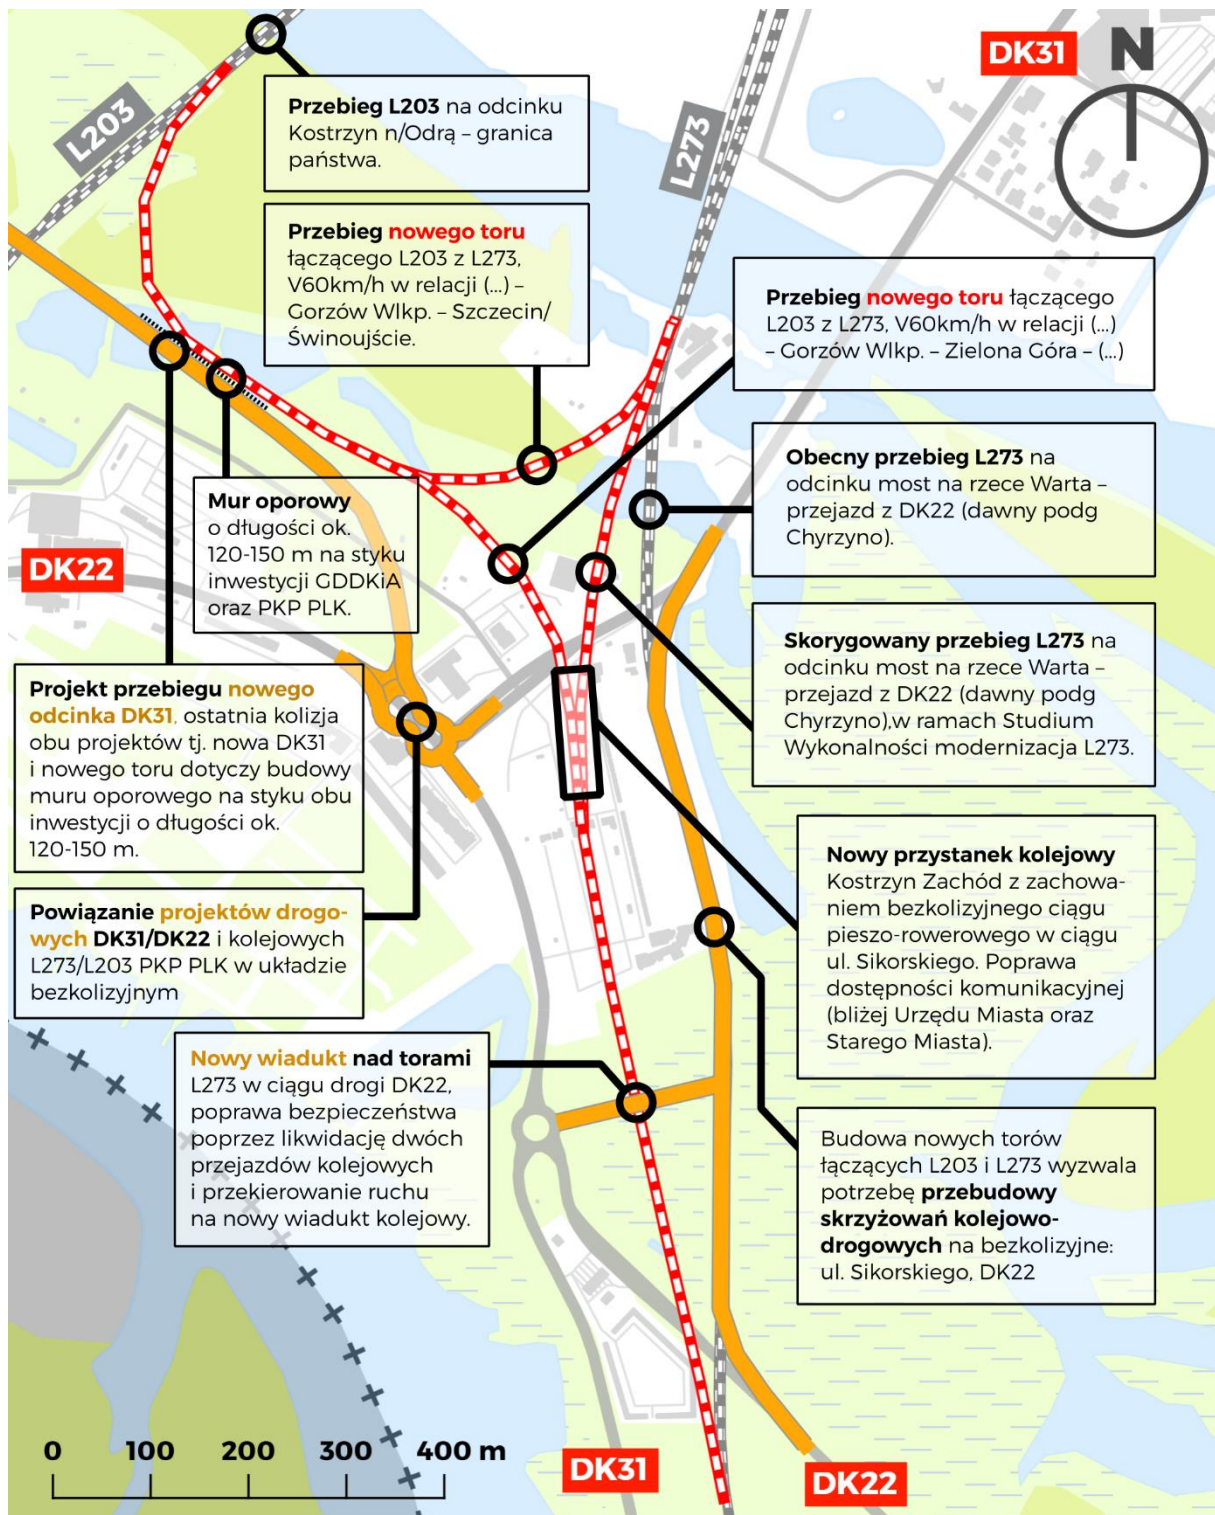 DK31
N
L203
L273
Przebieg L203 na odcinku
Kostrzyn n/Odrą – granica
państwa.
Przebieg nowego toru
łączącego L203 z L273,
V60km/h w relacji (...) –
Gorzów Wlkp. – Szczecin/
Świnoujście.
Przebieg nowego toru łączącego
L203 z L273, V60km/h w relacji (...)
– Gorzów Wlkp. – Zielona Góra – (...)
Obecny przebieg L273 na
odcinku most na rzece Warta –
przejazd z DK22 (dawny podg
Chyrzyno).
Mur oporowy
o długości ok.
120-150 m na styku
inwestycji GDDKiA
oraz PKP PLK.
DK22
Skorygowany przebieg L273 na
odcinku most na rzece Warta –
przejazd z DK22 (dawny podg
Chyrzyno),w ramach Studium
Wykonalności modernizacja L273.
Projekt przebiegu nowego
odcinka DK31, ostatnia kolizja
obu projektów tj. nowa DK31
i nowego toru dotyczy budowy
muru oporowego na styku obu
inwestycji o długości ok.
120-150 m.
Nowy przystanek kolejowy
Kostrzyn Zachód z zachowa-
niem bezkolizyjnego ciągu
pieszo-rowerowego w ciągu
ul. Sikorskiego. Poprawa
dostępności komunikacyjnej
(bliżej Urzędu Miasta oraz
Starego Miasta).
Powiązanie projektów drogo-
wych DK31/DK22 i kolejowych
L273/L203 PKP PLK w układzie
bezkolizyjnym
Nowy wiadukt nad torami
L273 w ciągu drogi DK22,
poprawa bezpieczeństwa
poprzez likwidację dwóch
przejazdów kolejowych
i przekierowanie ruchu
na nowy wiadukt kolejowy.
Budowa nowych torów
łączących L203 i L273 wyzwala
potrzebę przebudowy
skrzyżowań kolejowo-
drogowych na bezkolizyjne:
ul. Sikorskiego, DK22
0 100 200 300 400 m
DK31
DK22